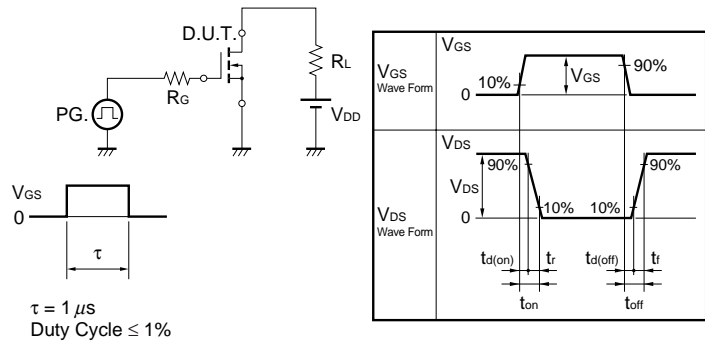 D.U.T.
RG
PG.
RL
VDD
VGS
0
τ
τ = 1 μs
Duty Cycle ≤ 1%
VGS
Wave Form
VGS
10%
0
VGS
90%
VDS
Wave Form
VDS
90%
VDS
0
10%
10%
90%
td(on)
tr
td(off)
tf
ton
toff